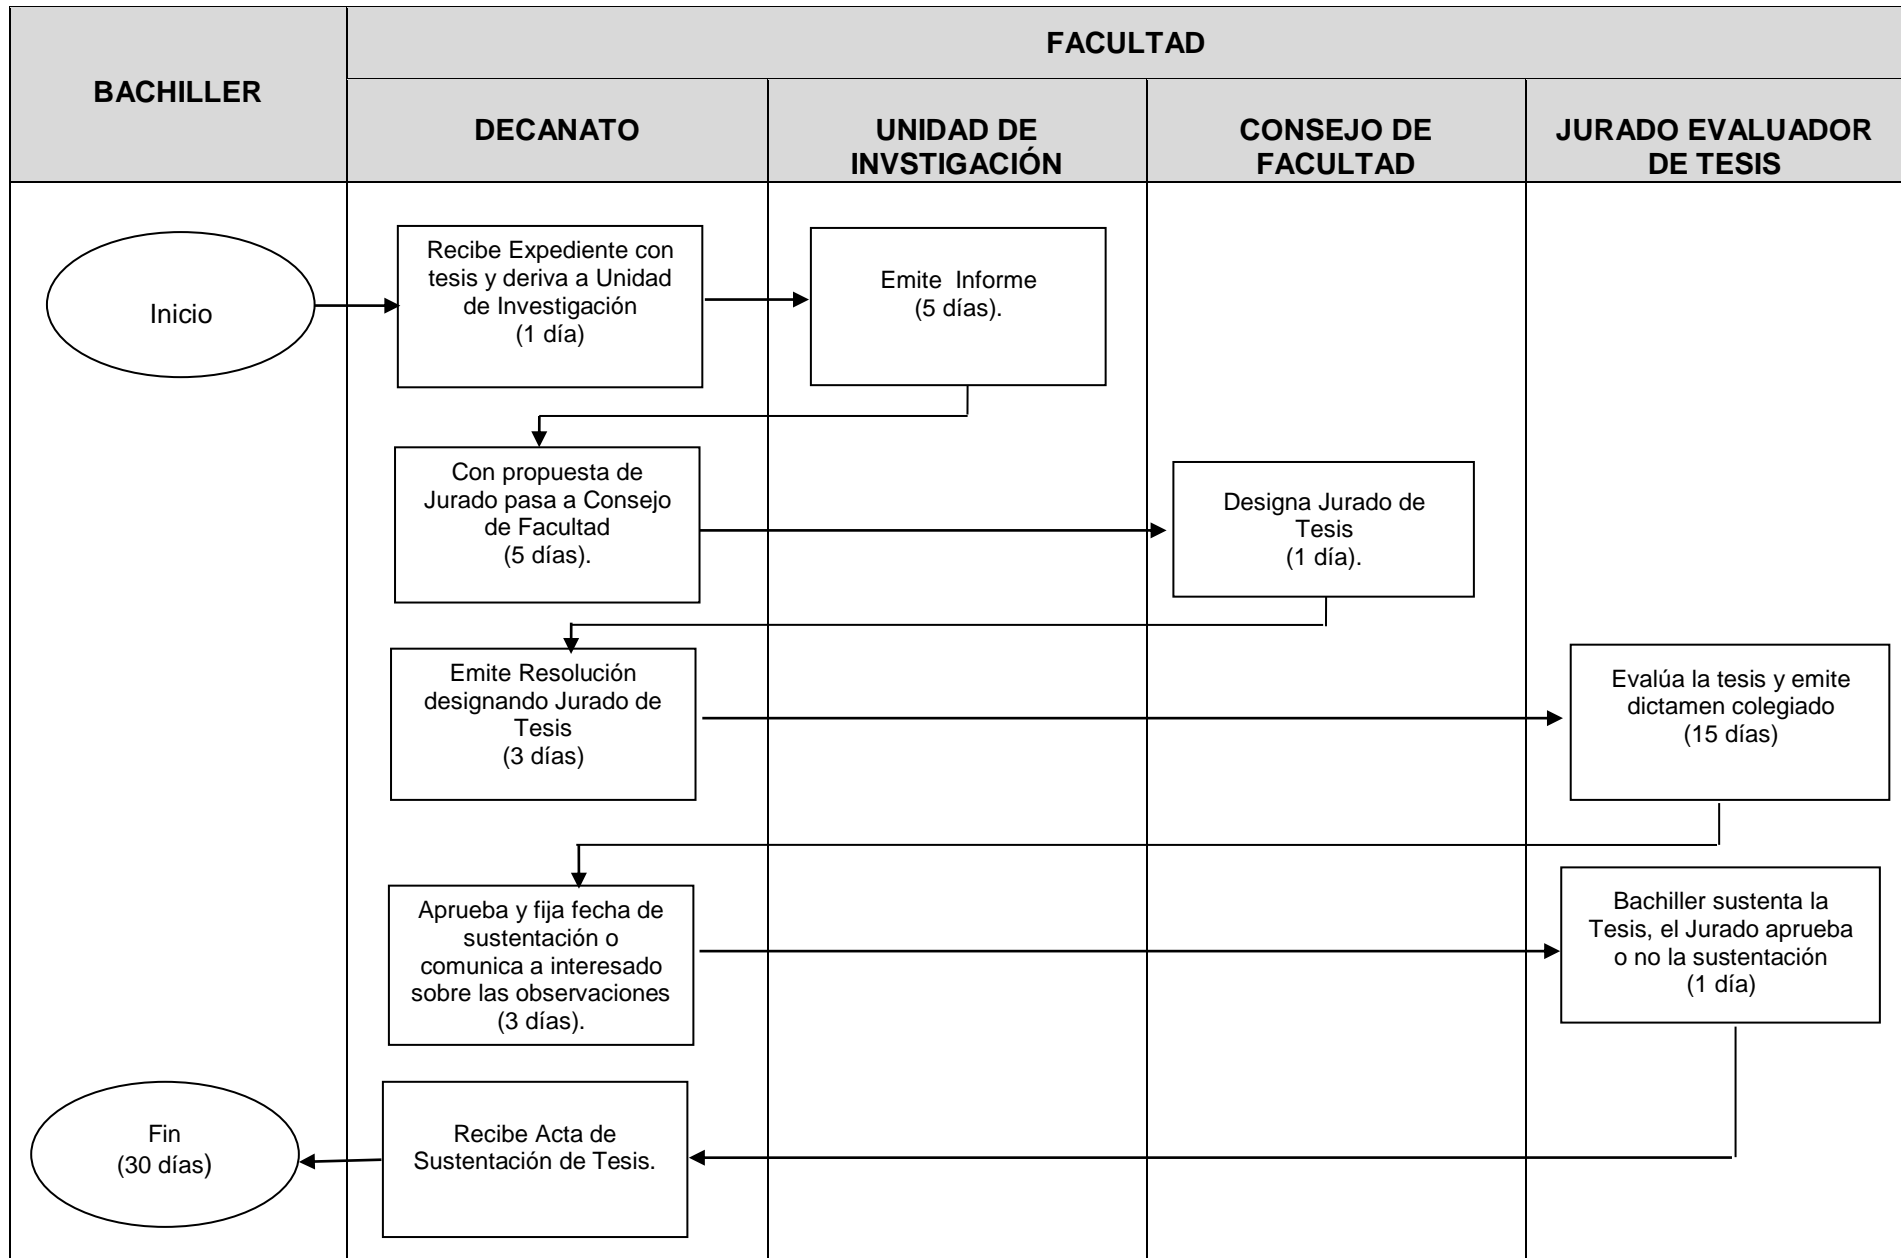 BACHILLER
FACULTAD
DECANATO
UNIDAD DE
INVSTIGACIÓN
CONSEJO DE
FACULTAD
JURADO EVALUADOR
DE TESIS
Inicio
Recibe Expediente con
tesis y deriva a Unidad
de Investigación
(1 día)
Emite Informe
(5 días).
Con propuesta de
Jurado pasa a Consejo
de Facultad
(5 días).
Designa Jurado de
Tesis
(1 día).
Emite Resolución
designando Jurado de
Tesis
(3 días)
Evalúa la tesis y emite
dictamen colegiado
(15 días)
Aprueba y fija fecha de
sustentación o
comunica a interesado
sobre las observaciones
(3 días).
Bachiller sustenta la
Tesis, el Jurado aprueba
o no la sustentación
(1 día)
Recibe Acta de
Sustentación de Tesis.
Fin
(30 días)